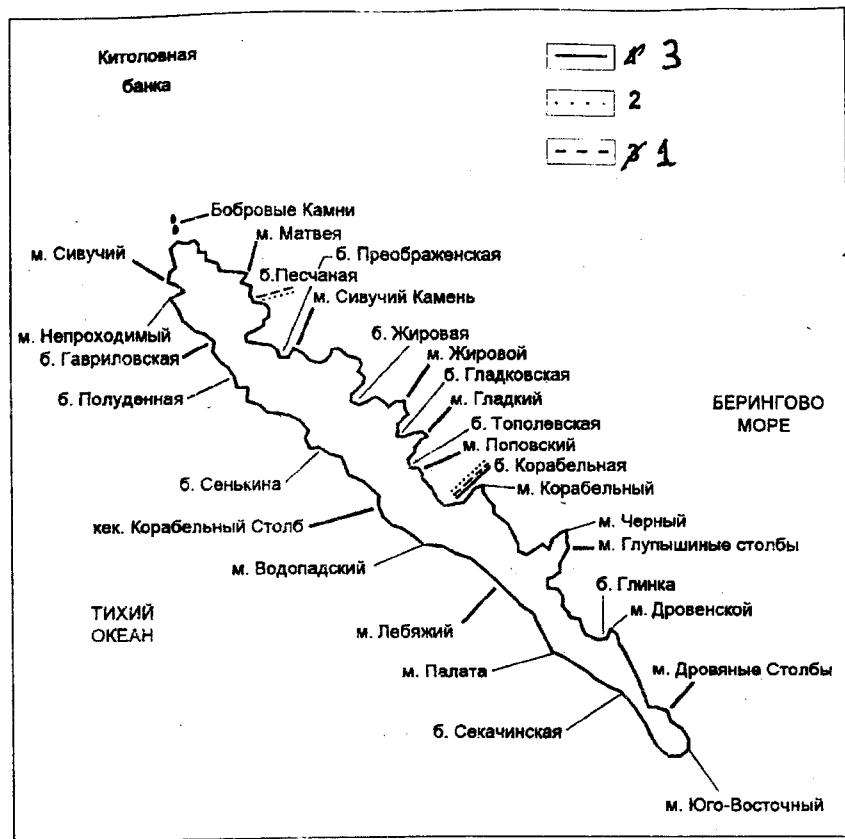 Китоловная
банка
1 3
2
3 1
Бобровые Камни
м. Матвея
м. Сивучий
б. Преображенская
б.Песчаная
м. Сивучий Камень
м. Непроходимый
б. Гавриловская
б. Жировая
м. Жировой
б. Гладковская
б. Полуденная
м. Гладкий
БЕРИНГОВО
МОРЕ
б. Тополевская
м. Поповский
б. Корабельная
б. Сенькина
м. Корабельный
кек. Корабельный Столб
м. Черный
м. Глупышиные столбы
м. Водопадский
б. Глинка
ТИХИЙ
ОКЕАН
м. Дровенской
м. Лебяжий
м. Палата
м. Дровяные Столбы
б. Секачинская
м. Юго-Восточный